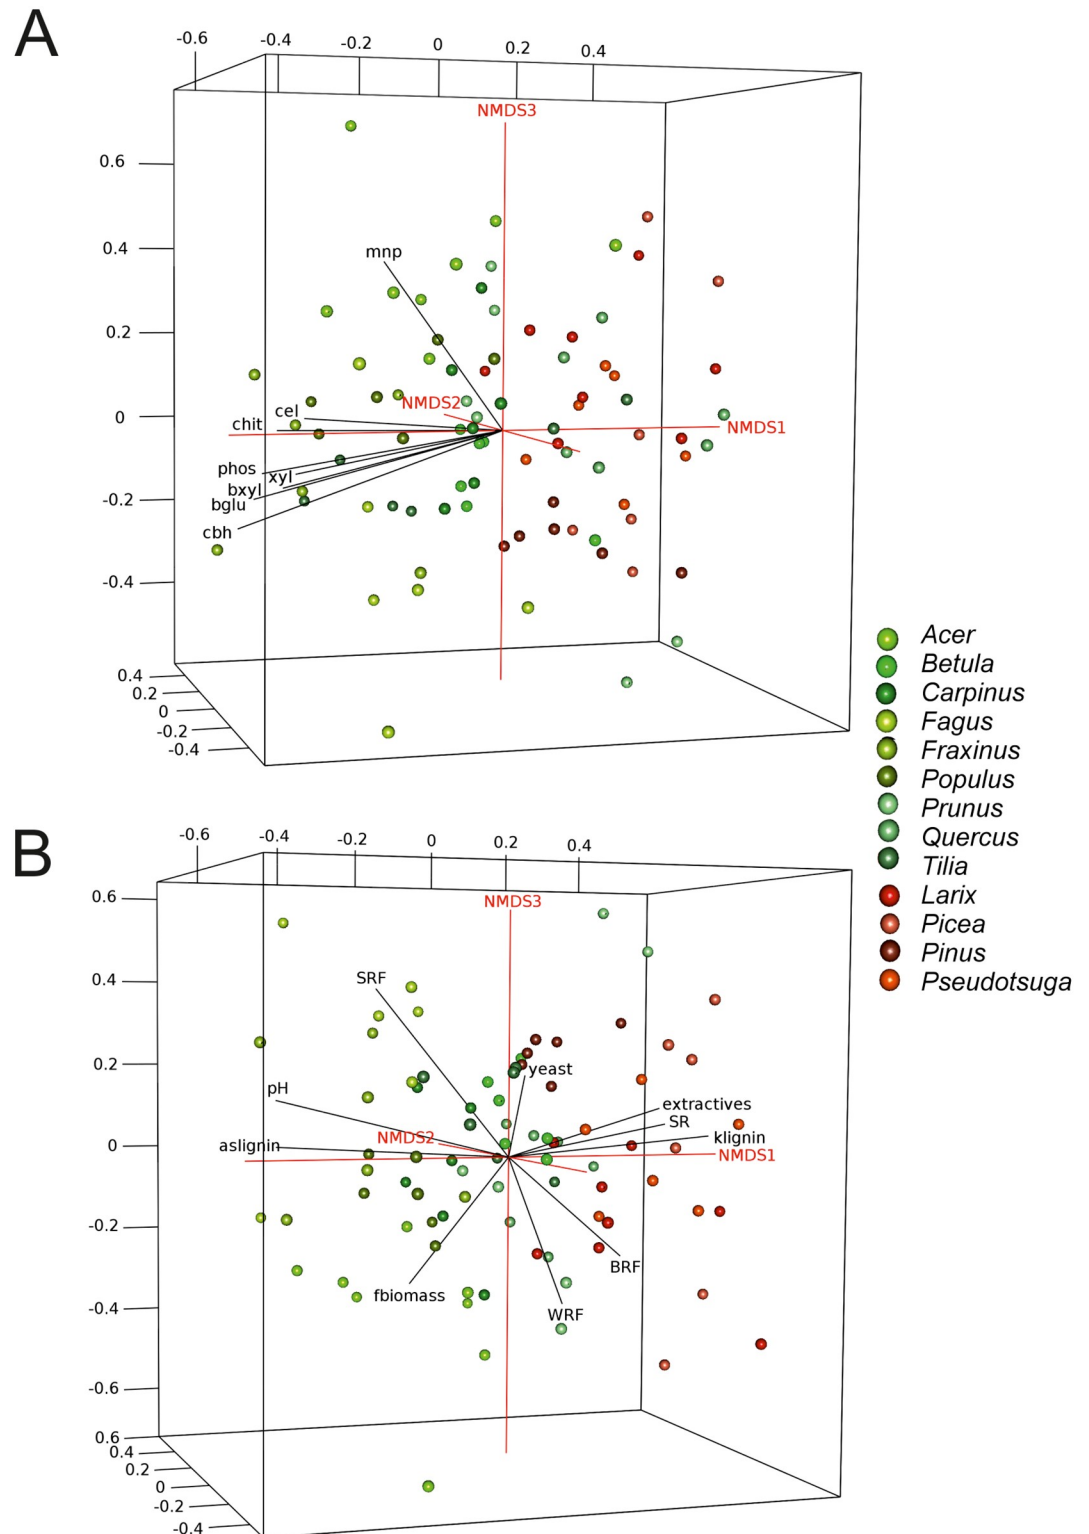 A
-0.6
-0.4
-0.2
0
0.2
0.4
NMDS3
0.6
0.4
0.2
0
-0.2
-0.4
mnp
NMDS2
cel
chit
NMDS1
phos
xyl
bxyl
bglu
cbh
0.4
0.2
0
-0.2
-0.4
Acer
Betula
Carpinus
Fagus
Fraxinus
Populus
Prunus
Quercus
Tilia
Larix
Picea
Pinus
Pseudotsuga
B
-0.6
-0.4
-0.2
0
0.2
0.4
NMDS3
0.6
0.4
0.2
0
-0.2
-0.4
-0.6
SRF
yeast
pH
extractives
SR
klignin
NMDS2
aslignin
NMDS1
BRF
fbiomass
WRF
0.6
0.4
0.2
0
-0.2
-0.4